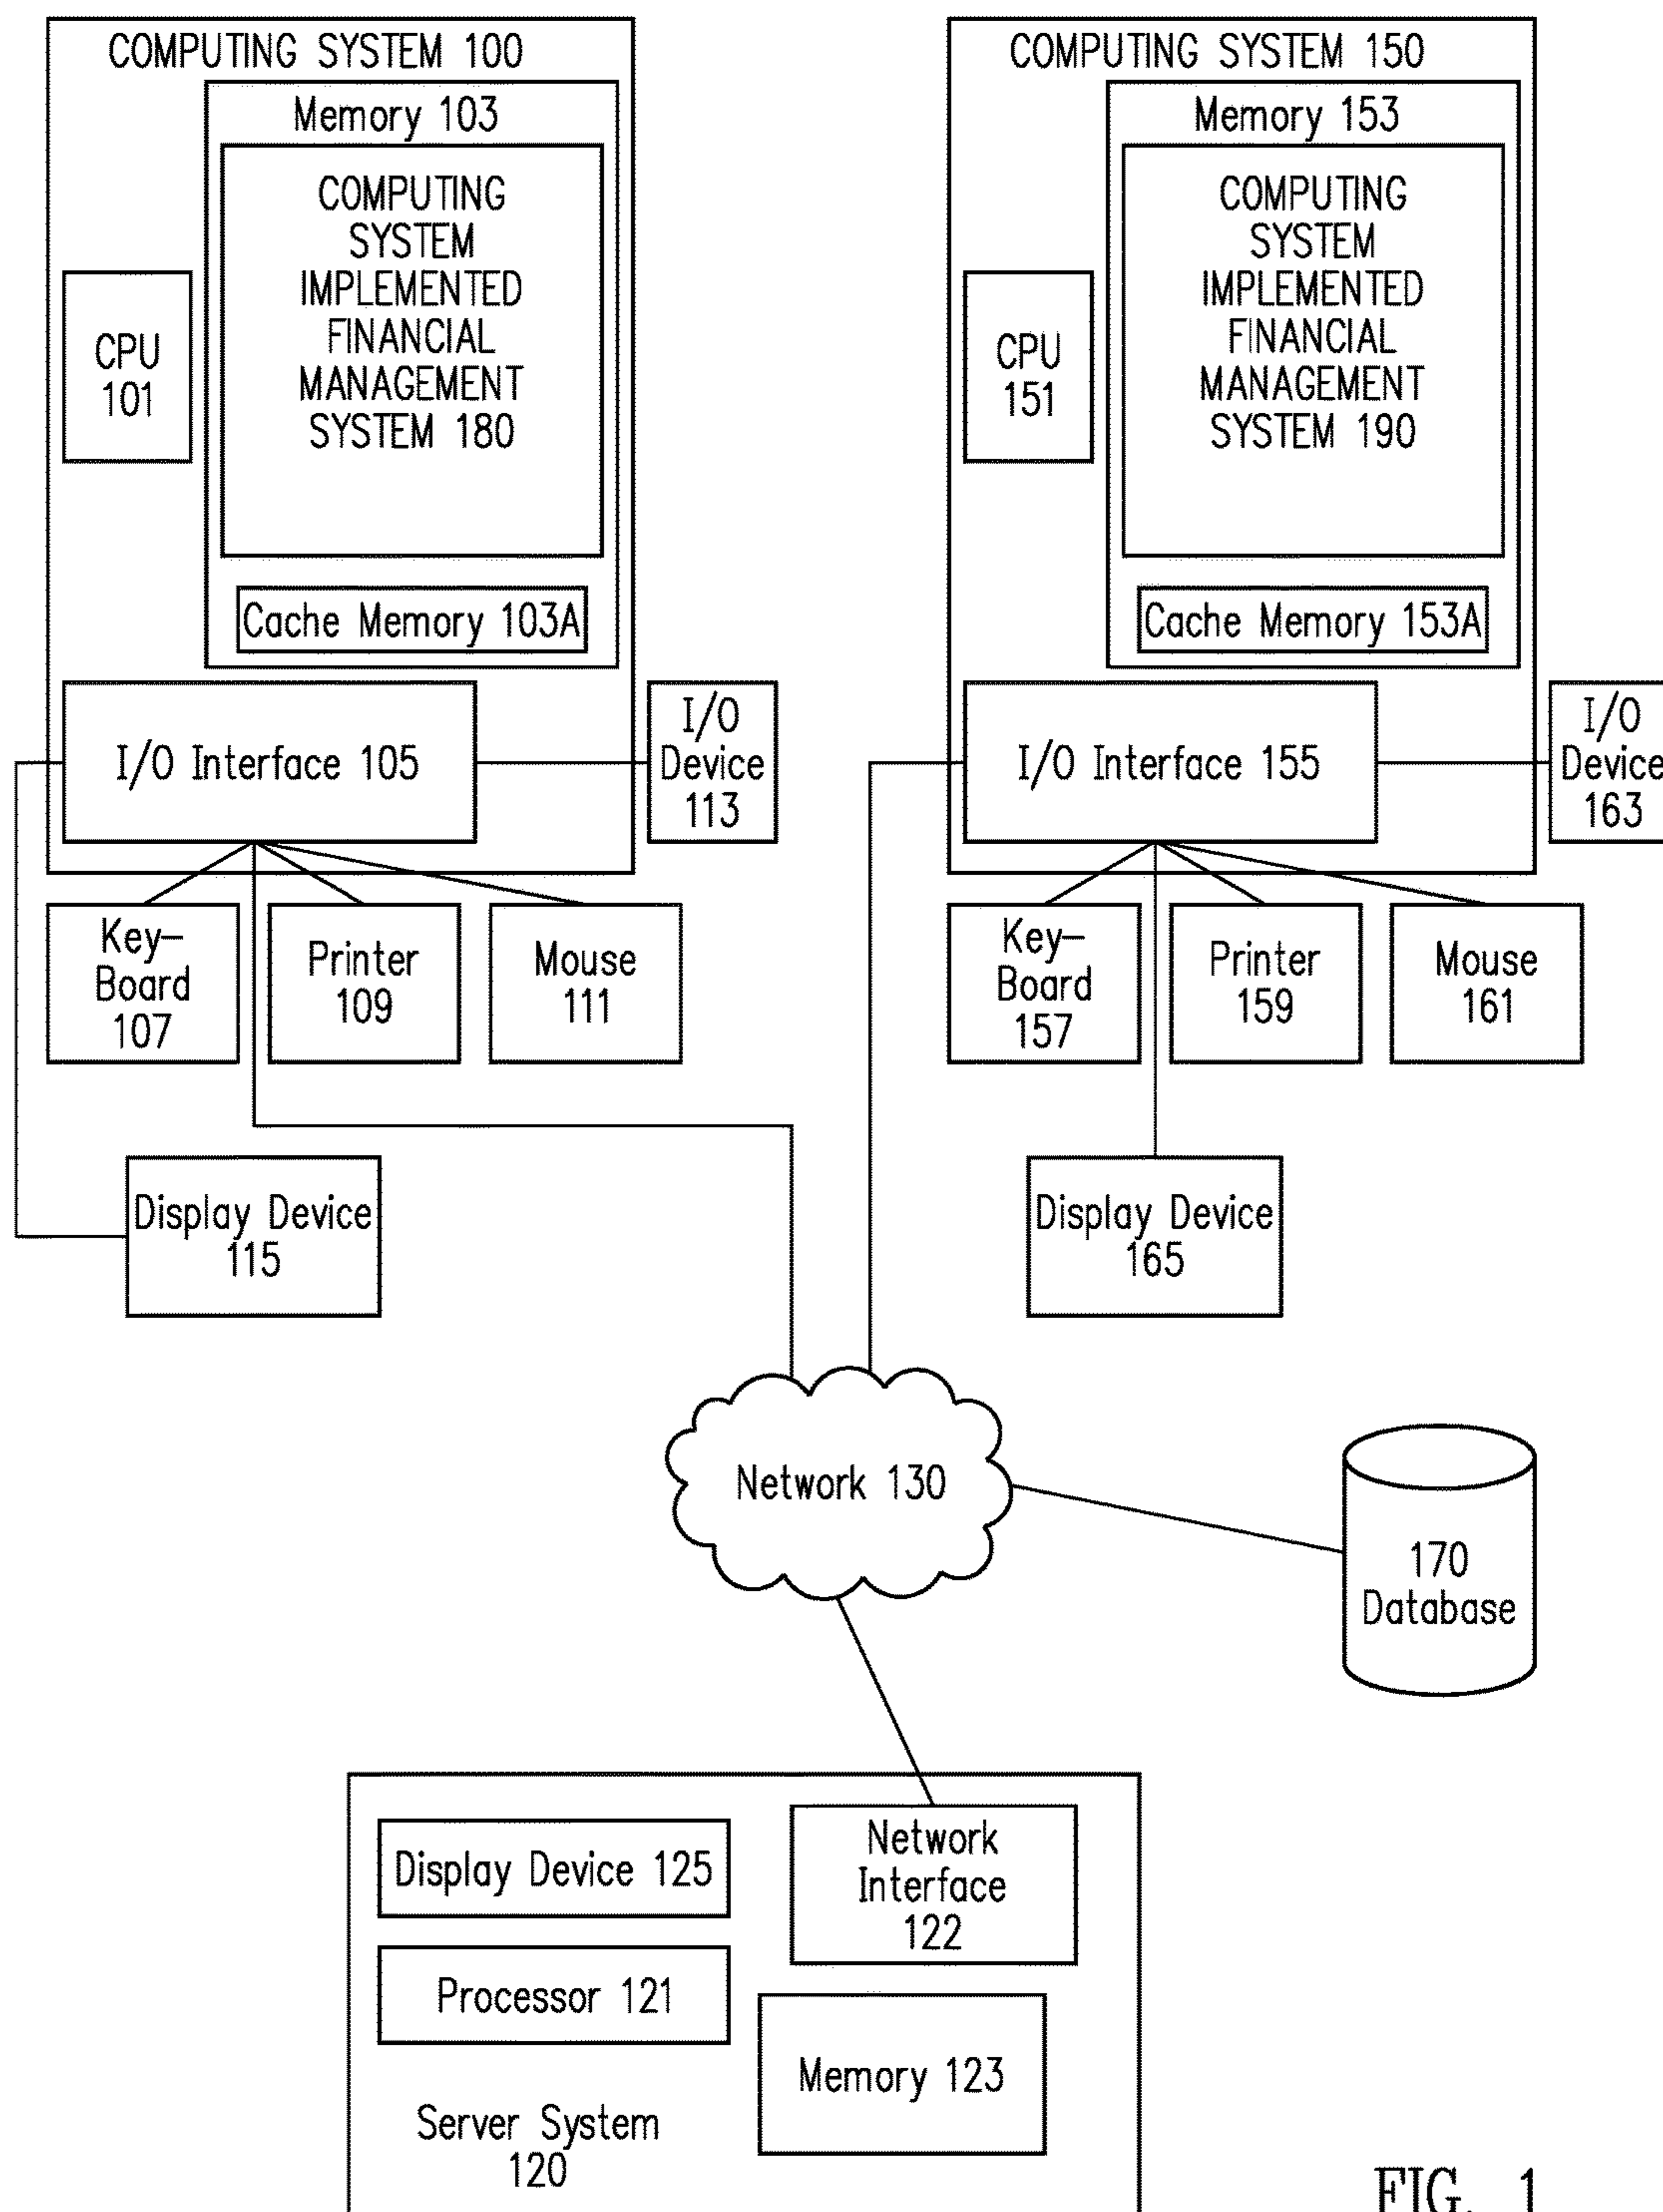 COMPUTING SYSTEM 100
Memory 103
COMPUTING
SYSTEM
IMPLEMENTED
FINANCIAL
MANAGEMENT
SYSTEM 180
CPU
101
Cache Memory 103A
I/O Interface 105
I/O
Device
113
Key-
Board
107
Printer
109
Mouse
111
Display Device
115
COMPUTING SYSTEM 150
Memory 153
COMPUTING
SYSTEM
IMPLEMENTED
FINANCIAL
MANAGEMENT
SYSTEM 190
CPU
151
Cache Memory 153A
I/O Interface 155
I/O
Device
163
Key-
Board
157
Printer
159
Mouse
161
Display Device
165
Network 130
170
Database
Display Device 125
Network
Interface
122
Processor 121
Memory 123
Server System
120
FIG. 1